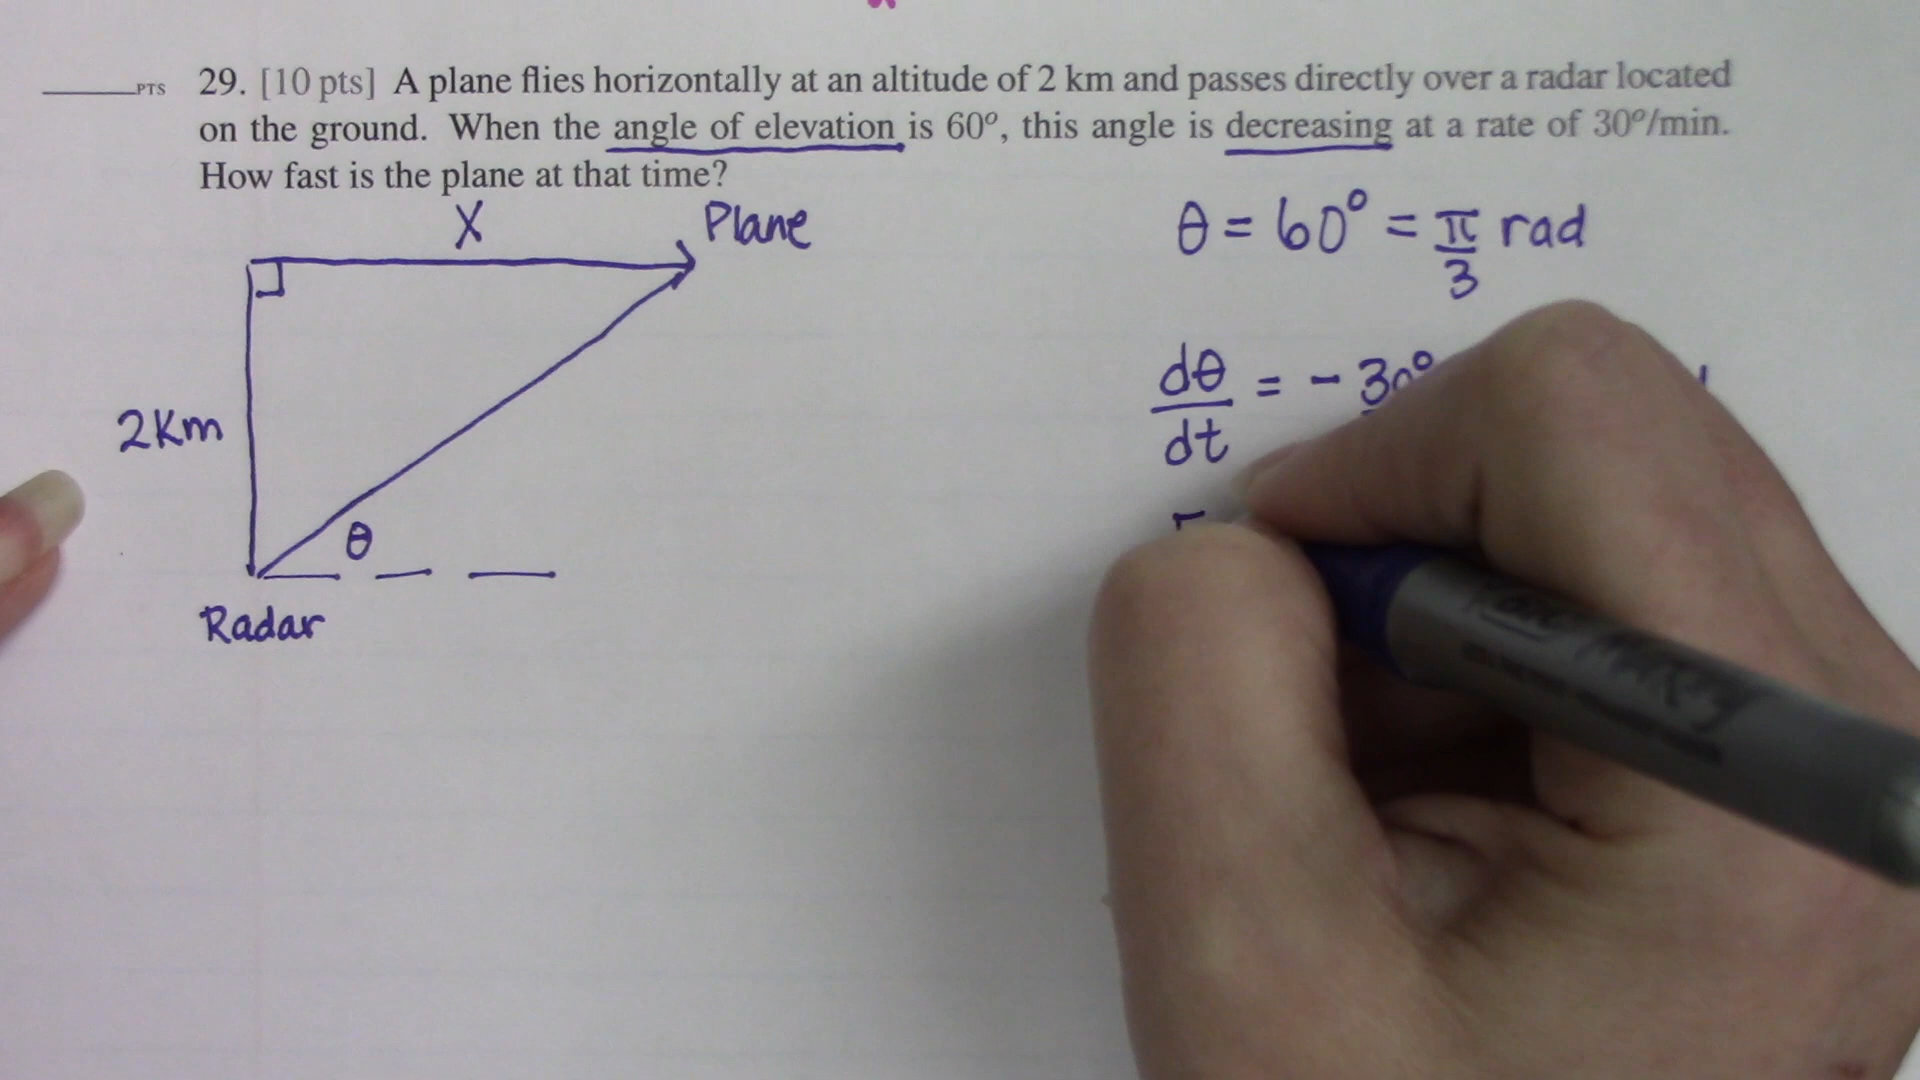 PTS 29. [10 pts] A plane flies horizontally at an altitude of 2 km and passes directly over a radar located
on the ground. When the angle of elevation is 60º, this angle is decreasing at a rate of 30º/min.
How fast is the plane at that time?
X
Plane
2Km
θ
Radar
θ = 60° = π/3 rad
dθ/dt = - 30°